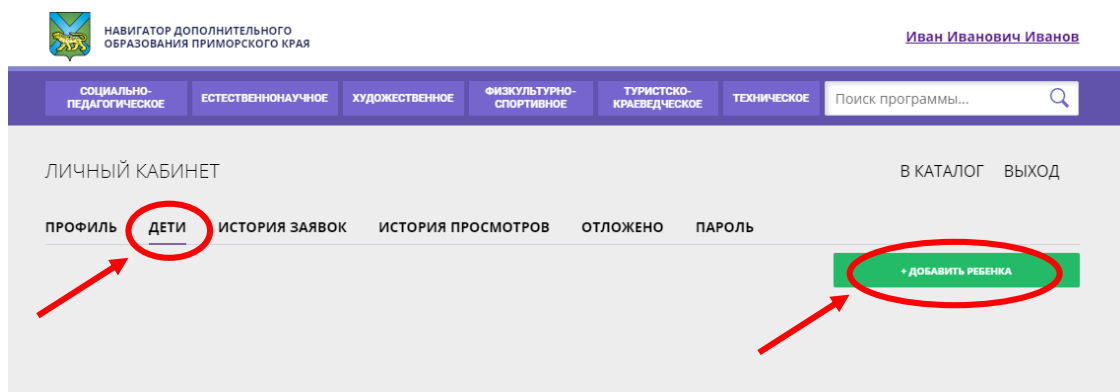 НАВИГАТОР ДОПОЛНИТЕЛЬНОГО
ОБРАЗОВАНИЯ ПРИМОРСКОГО КРАЯ
Иван Иванович Иванов
СОЦИАЛЬНО-
ПЕДАГОГИЧЕСКОЕ
ЕСТЕСТВЕННОНАУЧНОЕ
ХУДОЖЕСТВЕННОЕ
ФИЗКУЛЬТУРНО-
СПОРТИВНОЕ
ТУРИСТСКО-
КРАЕВЕДЧЕСКОЕ
ТЕХНИЧЕСКОЕ
Поиск программы...
ЛИЧНЫЙ КАБИНЕТ
В КАТАЛОГ ВЫХОД
ПРОФИЛЬ ДЕТИ ИСТОРИЯ ЗАЯВОК ИСТОРИЯ ПРОСМОТРОВ ОТЛОЖЕНО ПАРОЛЬ
+ ДОБАВИТЬ РЕБЕНКА